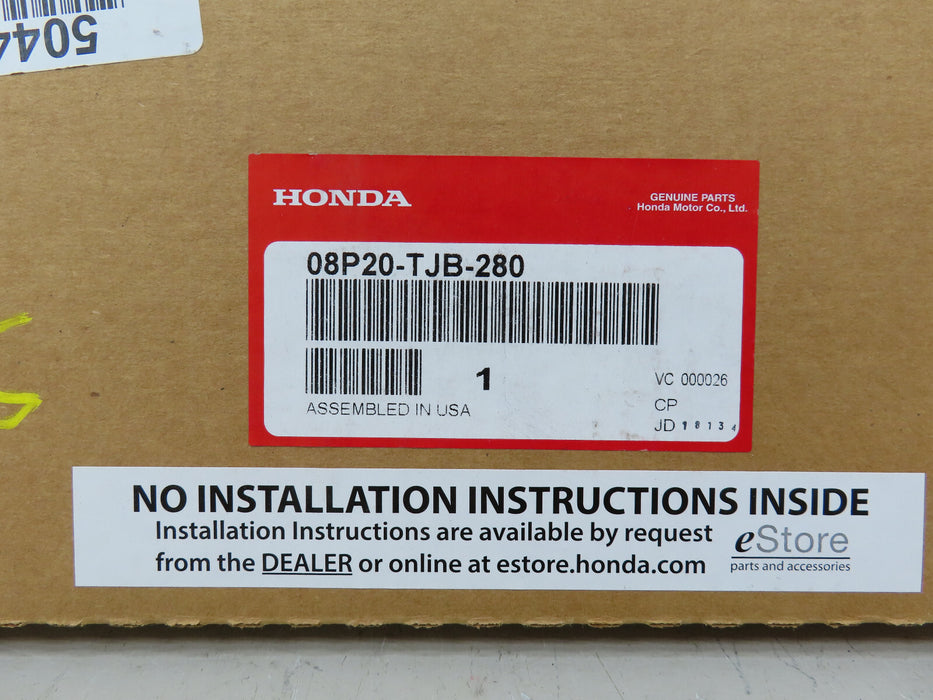 HONDA
GENUINE PARTS
Honda Motor Co., Ltd.
08P20-TJB-280
1
VC 000026
ASSEMBLED IN USA
CP
JD 18134
NO INSTALLATION INSTRUCTIONS INSIDE
Installation Instructions are available by request
from the DEALER or online at estore.honda.com
eStore
parts and accessories